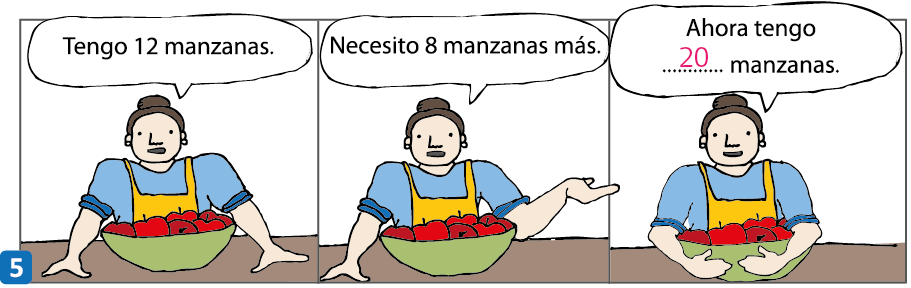 Tengo 12 manzanas.
Necesito 8 manzanas más.
Ahora tengo
20 manzanas.
5